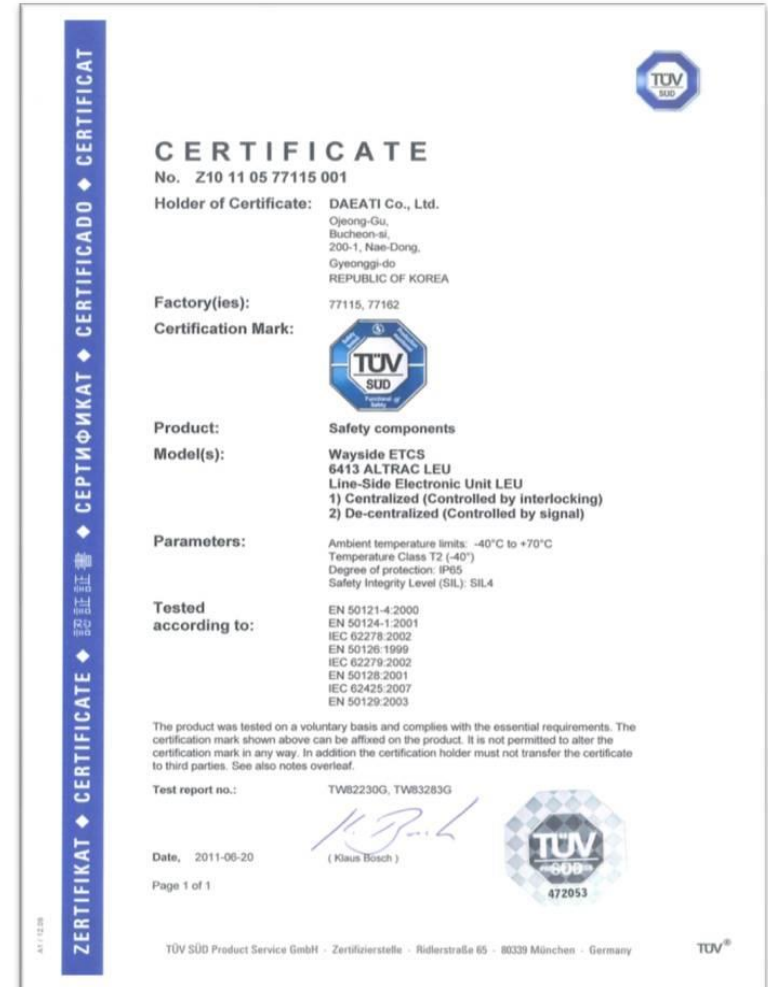 ZERTIFIKAT ◆ CERTIFICATE ◆ 認証証書 ◆ СЕРТИФИКАТ ◆ CERTIFICADO ◆ CERTIFICAT
TÜV
SÜD
CERTIFICATE
No. Z10 11 05 77115 001
Holder of Certificate: DAEATI Co., Ltd.
Ojeong-Gu,
Bucheon-si,
200-1, Nae-Dong,
Gyeonggi-do
REPUBLIC OF KOREA
Factory(ies): 77115, 77162
Certification Mark:
TÜV
SÜD
Functional
Safety
Product: Safety components
Model(s): Wayside ETCS
6413 ALTRAC LEU
Line-Side Electronic Unit LEU
1) Centralized (Controlled by interlocking)
2) De-centralized (Controlled by signal)
Parameters: Ambient temperature limits: -40°C to +70°C
Temperature Class T2 (-40°)
Degree of protection: IP65
Safety Integrity Level (SIL): SIL4
Tested
according to:
EN 50121-4:2000
EN 50124-1:2001
IEC 62278:2002
EN 50126:1999
IEC 62279:2002
EN 50128:2001
IEC 62425:2007
EN 50129:2003
The product was tested on a voluntary basis and complies with the essential requirements. The
certification mark shown above can be affixed on the product. It is not permitted to alter the
certification mark in any way. In addition the certification holder must not transfer the certificate
to third parties. See also notes overleaf.
Test report no.: TW82230G, TW83283G
Date, 2011-06-20
( Klaus Bosch )
Page 1 of 1
TÜV
SÜD
472053
A1 / 12.08
TÜV SÜD Product Service GmbH · Zertifizierstelle · Ridlerstraße 65 · 80339 München · Germany
TÜV®